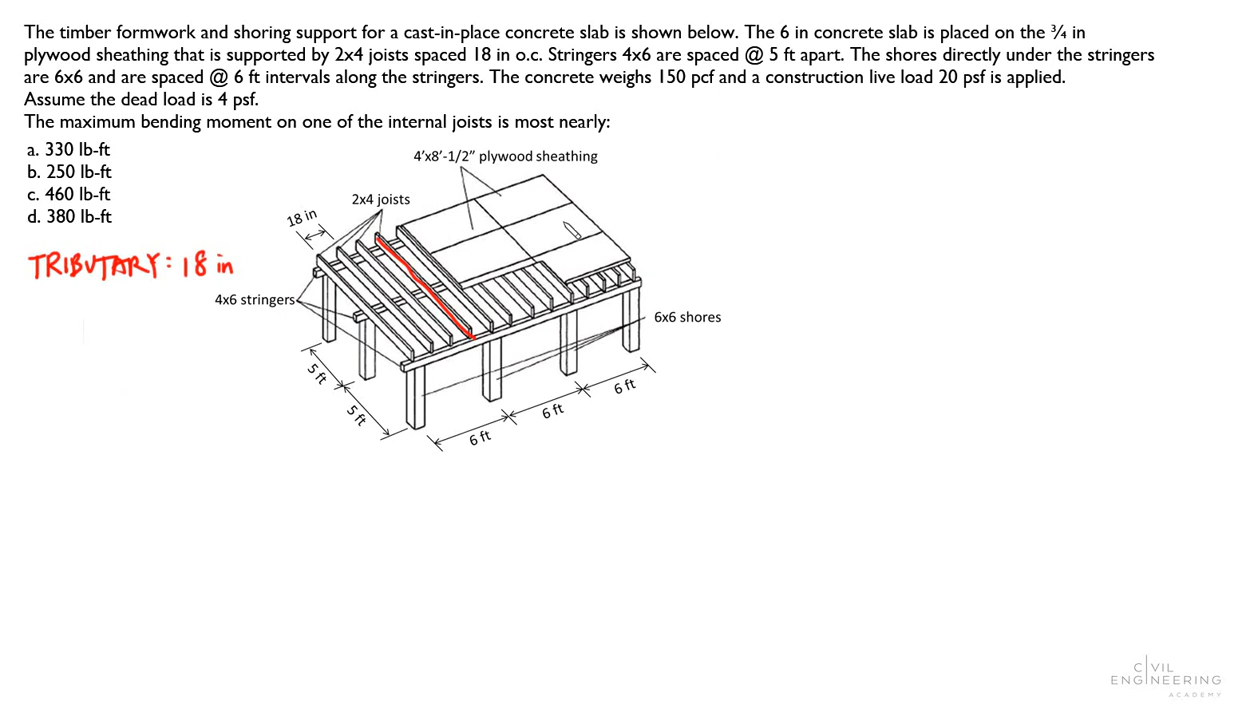 The timber formwork and shoring support for a cast-in-place concrete slab is shown below. The 6 in concrete slab is placed on the ¾ in
plywood sheathing that is supported by 2x4 joists spaced 18 in o.c. Stringers 4x6 are spaced @ 5 ft apart. The shores directly under the stringers
are 6x6 and are spaced @ 6 ft intervals along the stringers. The concrete weighs 150 pcf and a construction live load 20 psf is applied.
Assume the dead load is 4 psf.
The maximum bending moment on one of the internal joists is most nearly:
a. 330 lb-ft
b. 250 lb-ft
c. 460 lb-ft
d. 380 lb-ft
4'x8'-1/2" plywood sheathing
2x4 joists
18 in
TRIBUTARY: 18 in
4x6 stringers
6x6 shores
5 ft
5 ft
6 ft
6 ft
6 ft
CIVIL
ENGINEERING
ACADEMY